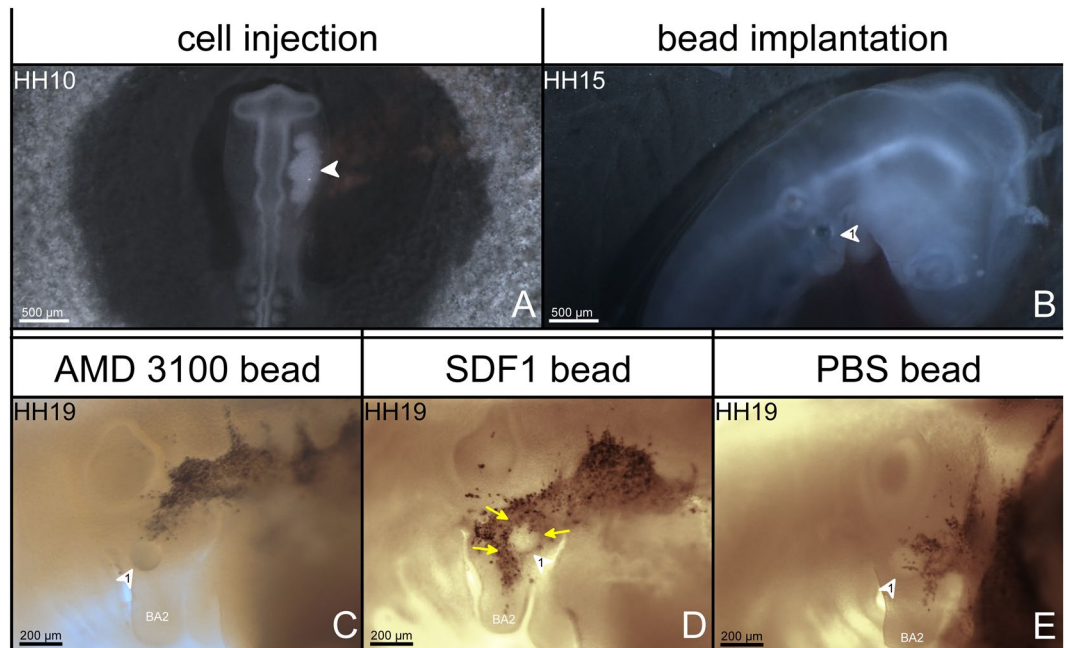 cell injection
bead implantation
HH10
HH15
1
500 µm
A
500 µm
B
AMD 3100 bead
SDF1 bead
PBS bead
HH19
HH19
HH19
1
1
1
BA2
BA2
BA2
200 µm
C
200 µm
D
200 µm
E